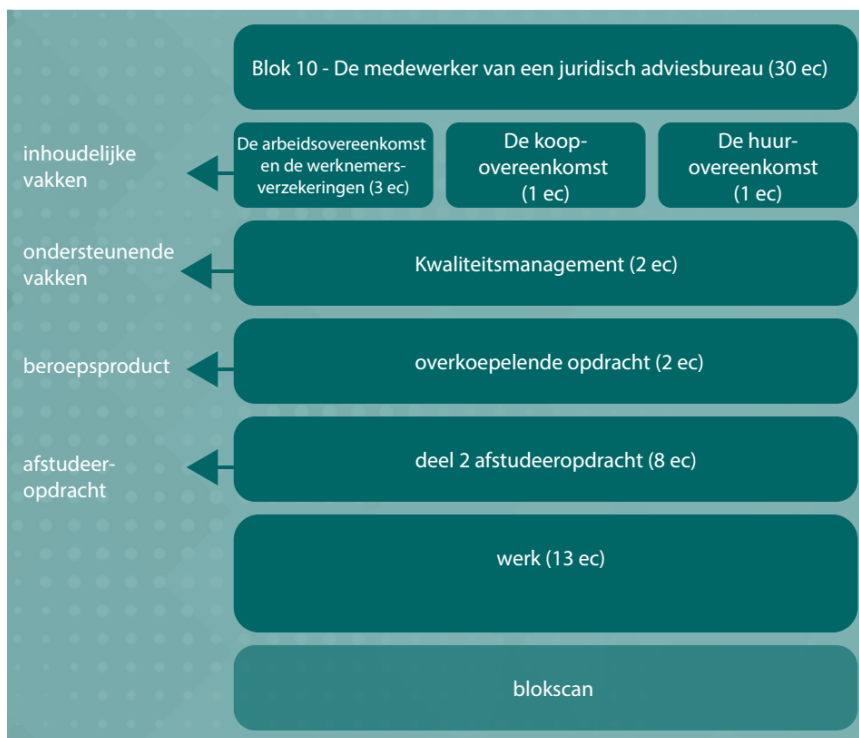 Blok 10 - De medewerker van een juridisch adviesbureau (30 ec)
inhoudelijke
vakken
De arbeidsovereenkomst
en de werknemers-
verzekeringen (3 ec)
De koop-
overeenkomst
(1 ec)
De huur-
overeenkomst
(1 ec)
ondersteunende
vakken
Kwaliteitsmanagement (2 ec)
beroepsproduct
overkoepelende opdracht (2 ec)
afstudeer-
opdracht
deel 2 afstudeeropdracht (8 ec)
werk (13 ec)
blokscan